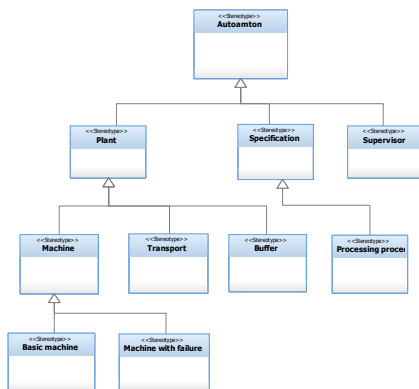 <<Stereotype>>
Autoamton
<<Stereotype>>
Plant
<<Stereotype>>
Specification
<<Stereotype>>
Supervisor
<<Stereotype>>
Machine
<<Stereotype>>
Transport
<<Stereotype>>
Buffer
<<Stereotype>>
Processing proced
<<Stereotype>>
Basic machine
<<Stereotype>>
Machine with failure